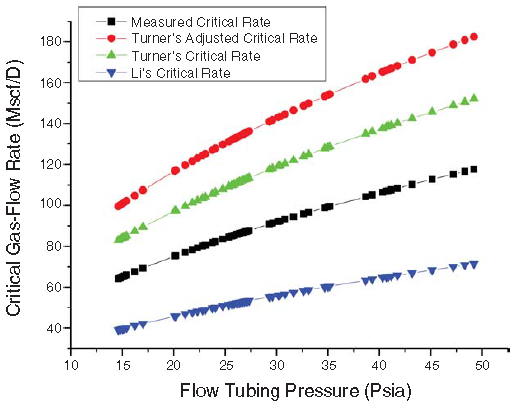 Measured Critical Rate
Turner's Adjusted Critical Rate
Turner's Critical Rate
Li's Critical Rate
Critical Gas-Flow Rate (Mscf/D)
180
160
140
120
100
80
60
40
10 15 20 25 30 35 40 45 50
Flow Tubing Pressure (Psia)